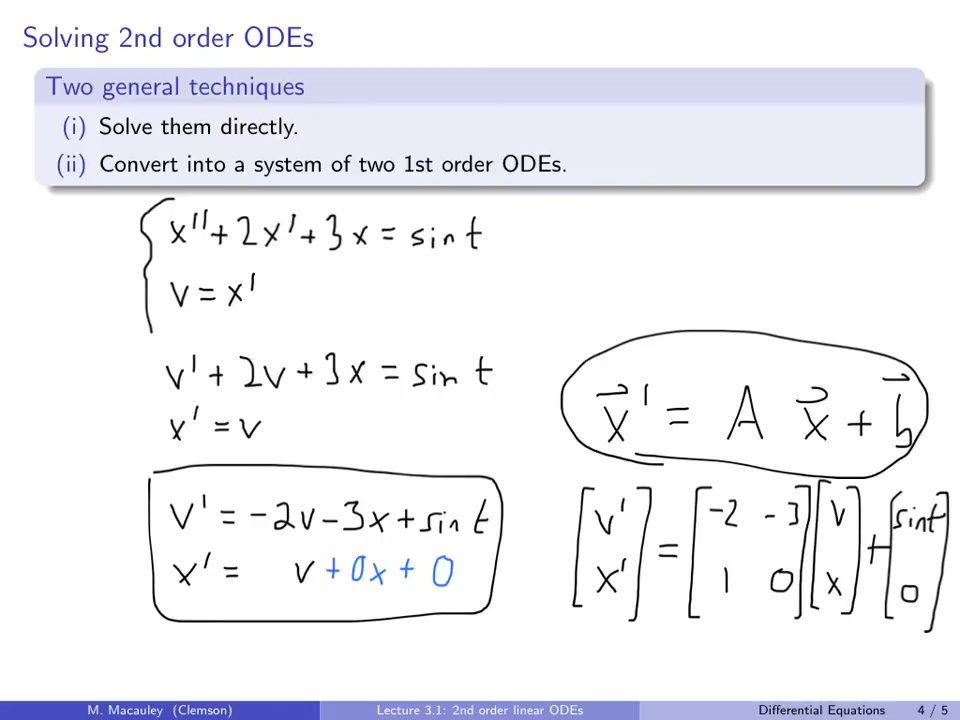 Solving 2nd order ODEs
Two general techniques
(i) Solve them directly.
(ii) Convert into a system of two 1st order ODEs.
x'' + 2x' + 3x = sin t
v = x'
v' + 2v + 3x = sin t
x' = v
v' = -2v - 3x + sin t
x' = v + 0x + 0
x⃗' = A x⃗ + b⃗
[v' x'] = [-2 -3 1 0] [v x] + [sin t 0]
M. Macauley (Clemson) Lecture 3.1: 2nd order linear ODEs Differential Equations 4 / 5